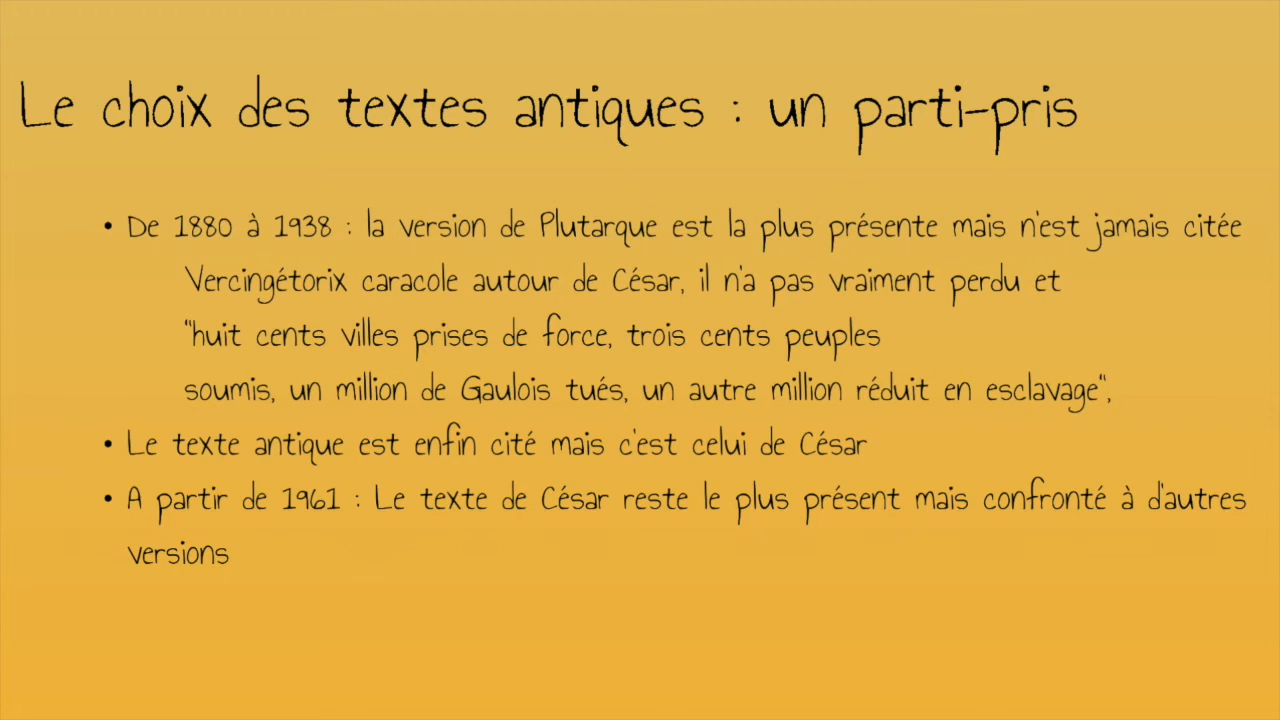 Le choix des textes antiques : un parti-pris
• De 1880 à 1938 : la version de Plutarque est la plus présente mais n'est jamais citée
Vercingétorix caracole autour de César, il n'a pas vraiment perdu et
"huit cents villes prises de force, trois cents peuples
soumis, un million de Gaulois tués, un autre million réduit en esclavage",
• Le texte antique est enfin cité mais c'est celui de César
• A partir de 1961 : Le texte de César reste le plus présent mais confronté à d'autres
versions